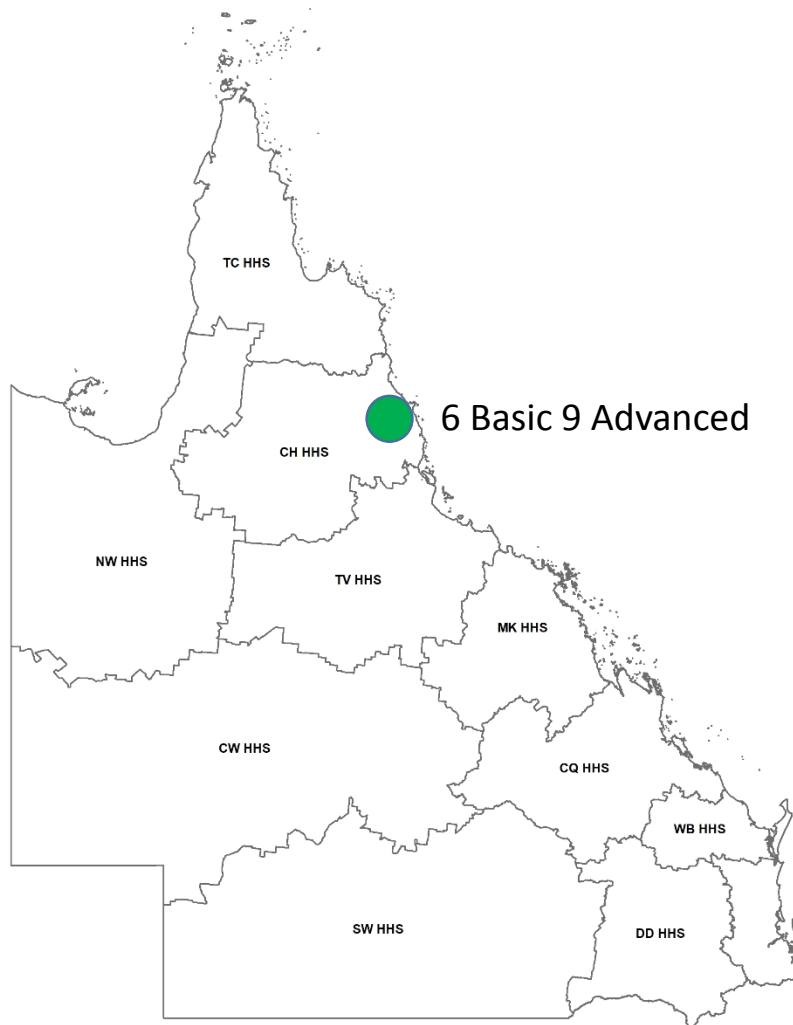 TC HHS
6 Basic 9 Advanced
CH HHS
NW HHS
TV HHS
MK HHS
CW HHS
CQ HHS
WB HHS
SW HHS
DD HHS